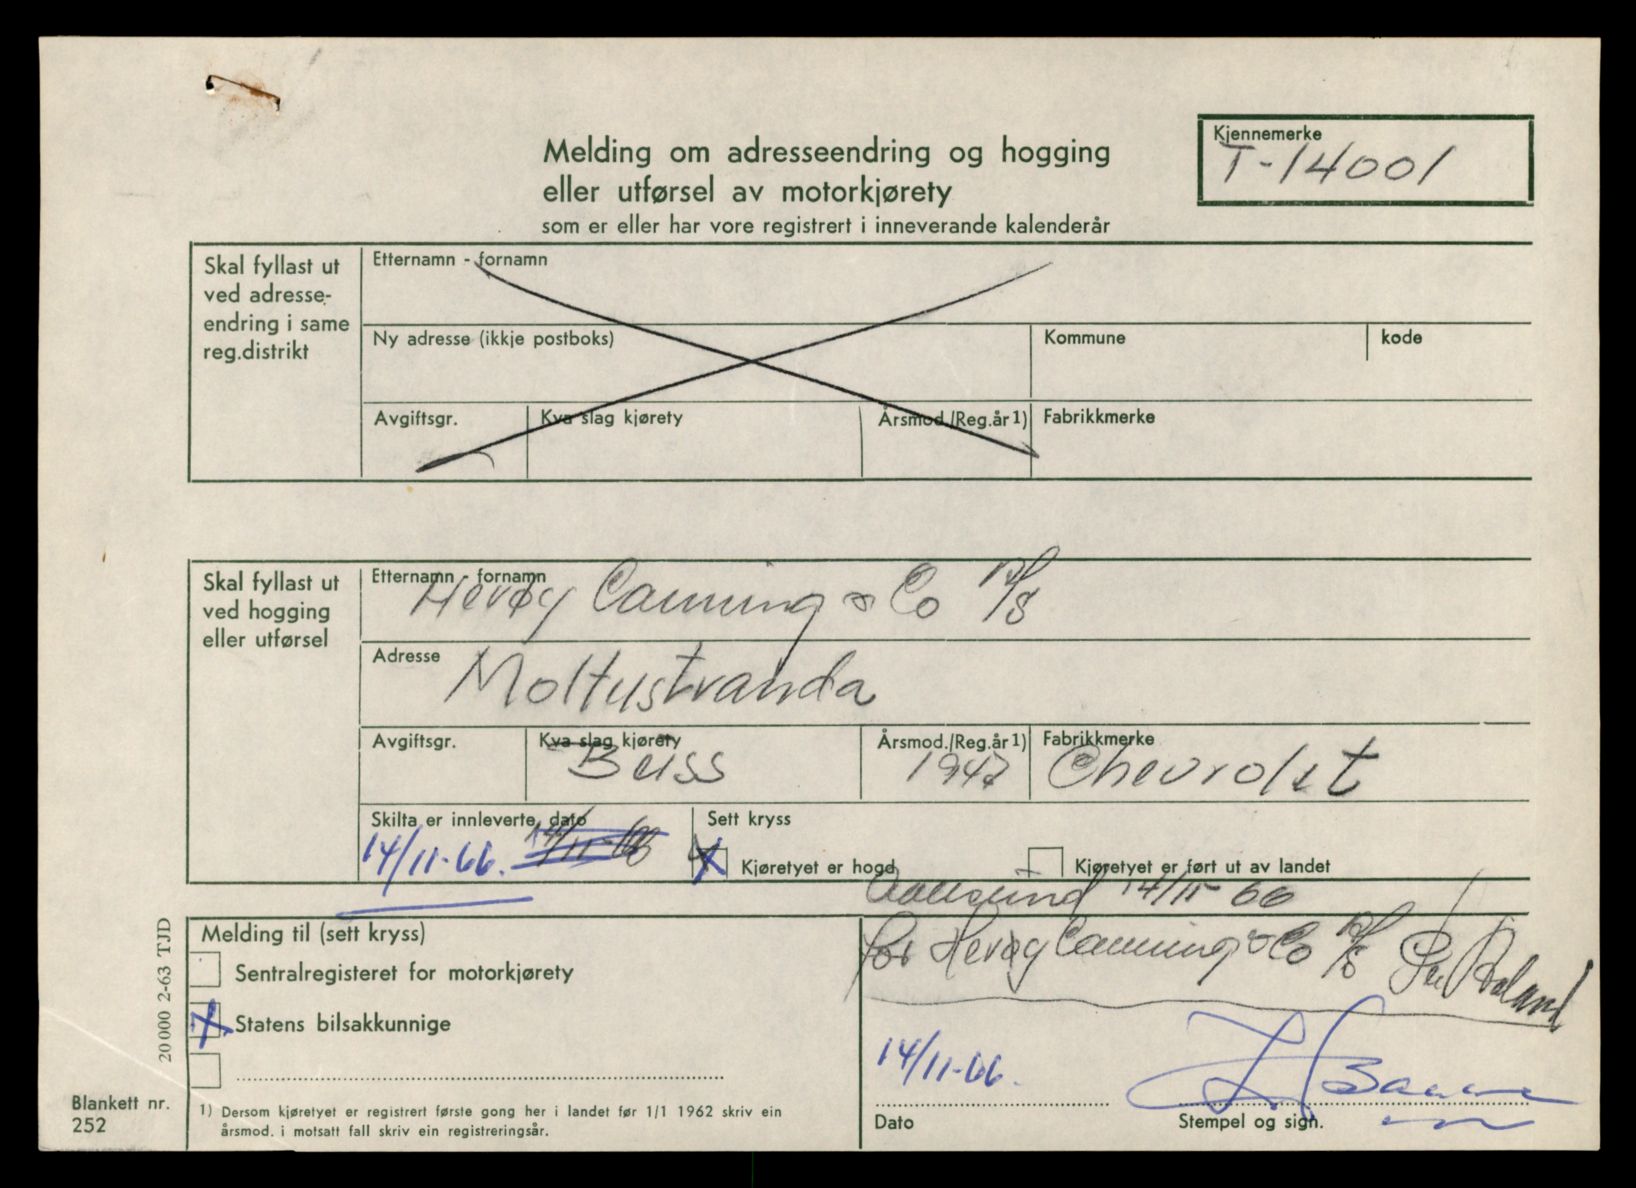 Melding om adresseendring og hogging
eller utførsel av motorkjørety
som er eller har vore registrert i inneverande kalenderår
Kjennemerke
T-14001
Skal fyllast ut
ved adresse-
endring i same
reg.distrikt
Etternamn - fornamn
Ny adresse (ikkje postboks)
Kommune
kode
Avgiftsgr.
Kva slag kjørety
Årsmod./Reg.år 1)
Fabrikkmerke
Skal fyllast ut
ved hogging
eller utførsel
Etternamn - fornamn
Herøy Canning & Co A/S
Adresse
Moltustranda
Avgiftsgr.
Kva slag kjørety
Buss
Årsmod./Reg.år 1)
1947
Fabrikkmerke
Chevrolet
Skilta er innleverte, dato
14/11-66. 14/11-66
Sett kryss
X Kjøretyet er hogd
Kjøretyet er ført ut av landet
Aalesund 14/11-66
for Herøy Canning & Co A/S
Melding til (sett kryss)
Sentralregisteret for motorkjørety
X Statens bilsakkunnige
14/11-66.
Dato
Stempel og sign.
1) Dersom kjøretyet er registrert første gong her i landet før 1/1 1962 skriv ein
årsmod. i motsatt fall skriv ein registreringsår.
20000 2-63 TJD
Blankett nr.
252